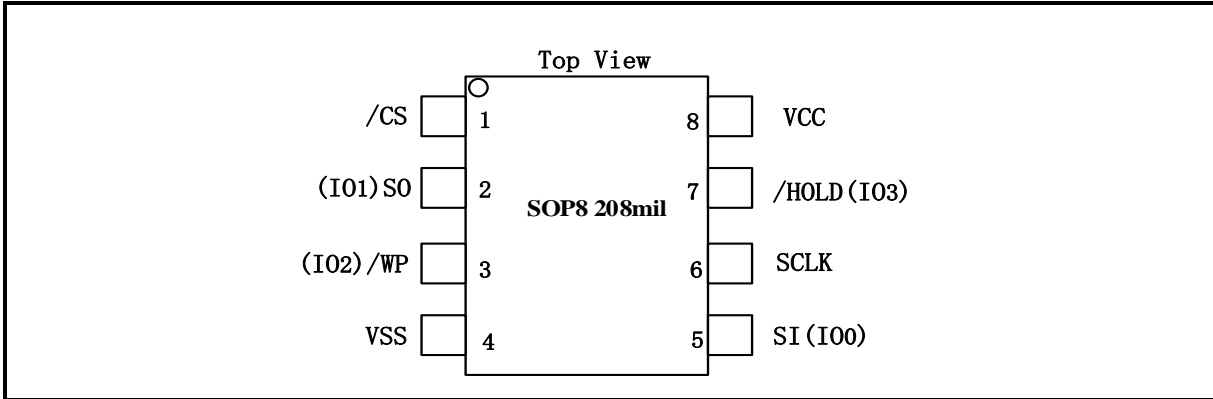 Top View
/CS 1 8 VCC
(IO1)SO 2 7 /HOLD(IO3)
SOP8 208mil
(IO2)/WP 3 6 SCLK
VSS 4 5 SI(IO0)